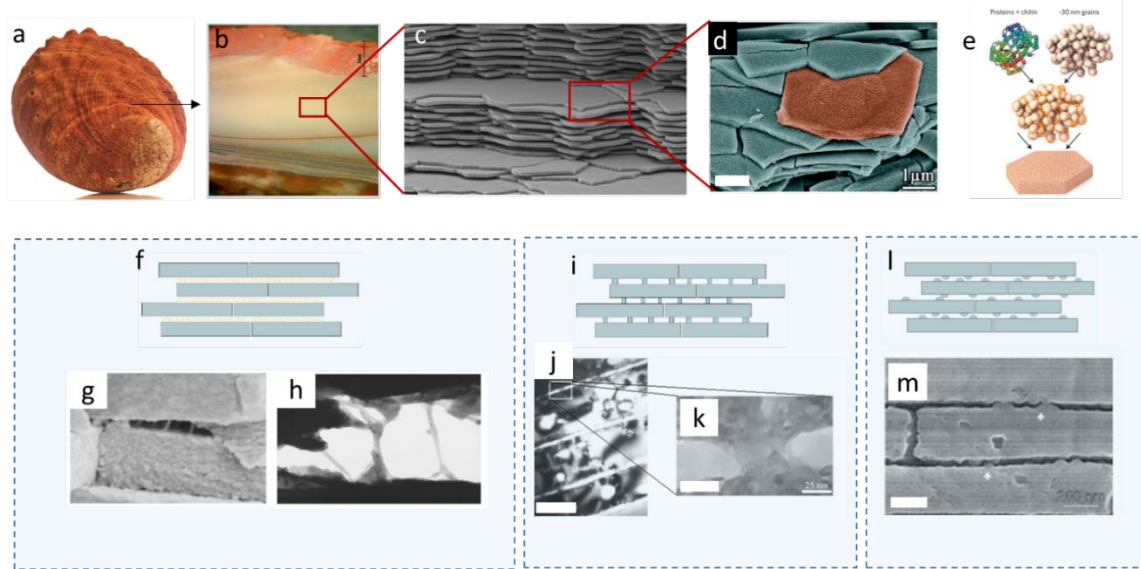 a
b
c
d
1μm
e
Proteins + chitin
~30 nm grains
f
g
h
i
j
k
25 nm
l
m
200 nm